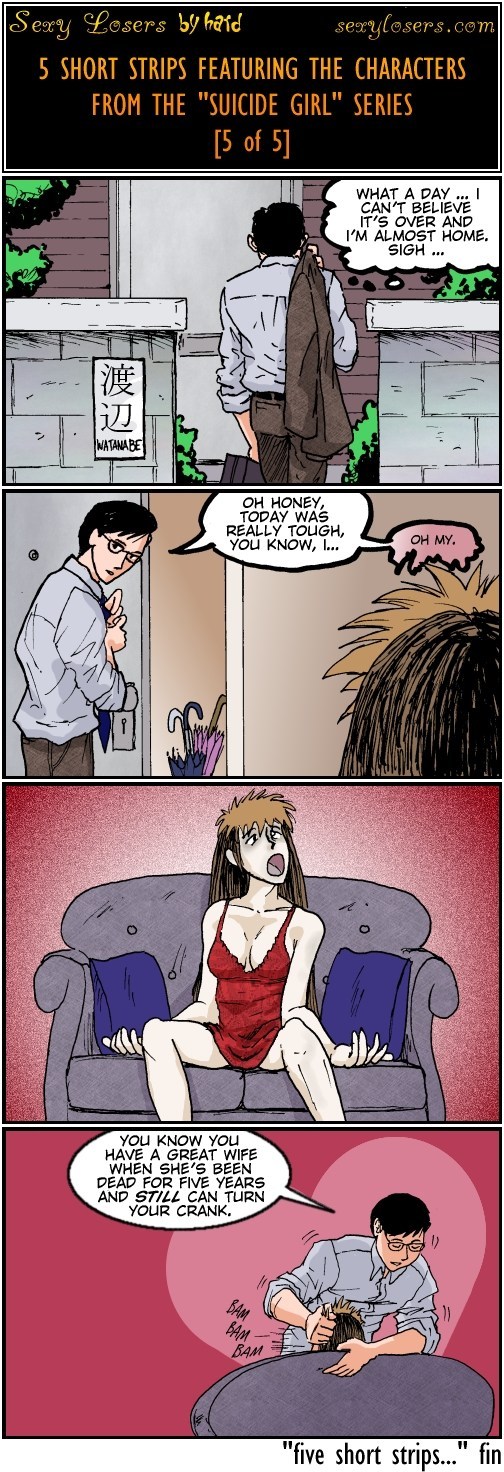 Sexy Losers by hard
sexylosers.com
5 SHORT STRIPS FEATURING THE CHARACTERS
FROM THE "SUICIDE GIRL" SERIES
[5 of 5]
WHAT A DAY ... I
CAN'T BELIEVE
IT'S OVER AND
I'M ALMOST HOME.
SIGH ...
渡
辺
WATANABE
OH HONEY,
TODAY WAS
REALLY TOUGH,
YOU KNOW, I...
OH MY.
YOU KNOW YOU
HAVE A GREAT WIFE
WHEN SHE'S BEEN
DEAD FOR FIVE YEARS
AND STILL CAN TURN
YOUR CRANK.
BAM
BAM
BAM
"five short strips..." fin